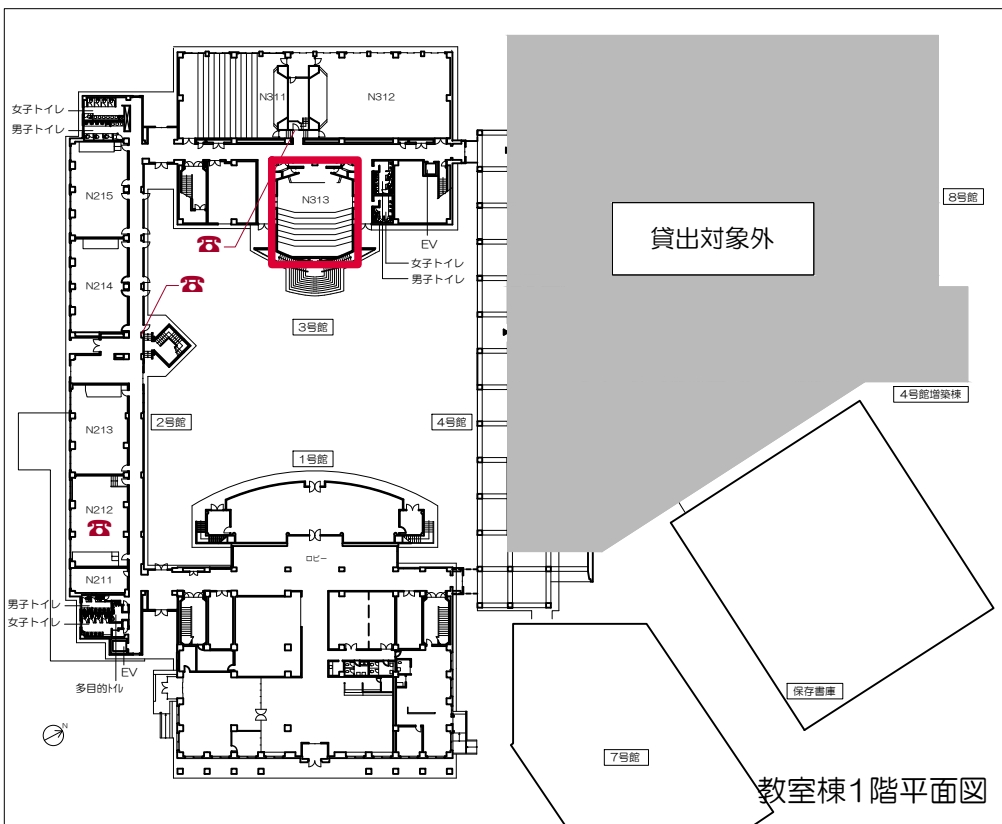 N311
N312
女子トイレ
男子トイレ
N215
N313
8号館
貸出対象外
EV
女子トイレ
男子トイレ
N214
3号館
4号館増築棟
2号館
4号館
N213
1号館
N212
ロビー
N211
男子トイレ
女子トイレ
EV
多目的トイレ
保存書庫
N
7号館
教室棟1階平面図